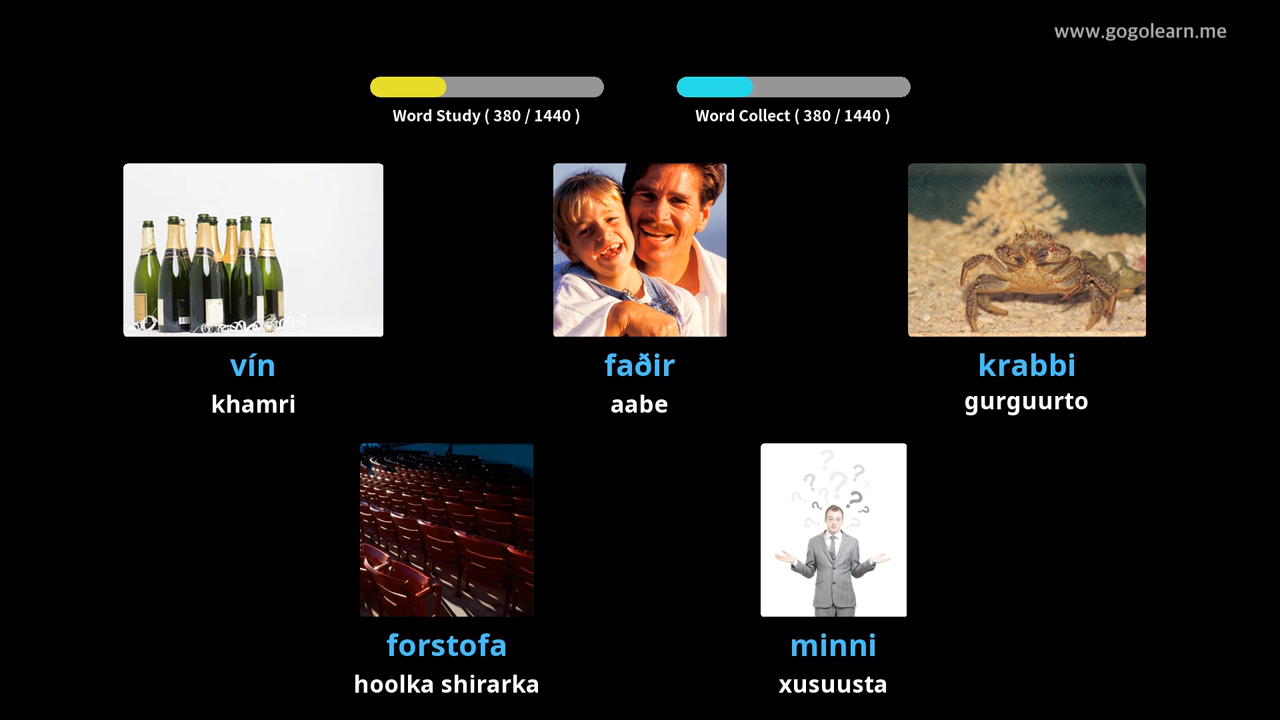 www.gogolearn.me
Word Study ( 380 / 1440 )
Word Collect ( 380 / 1440 )
vín
khamri
faðir
aabe
krabbi
gurguurto
forstofa
hoolka shirarka
minni
xusuusta